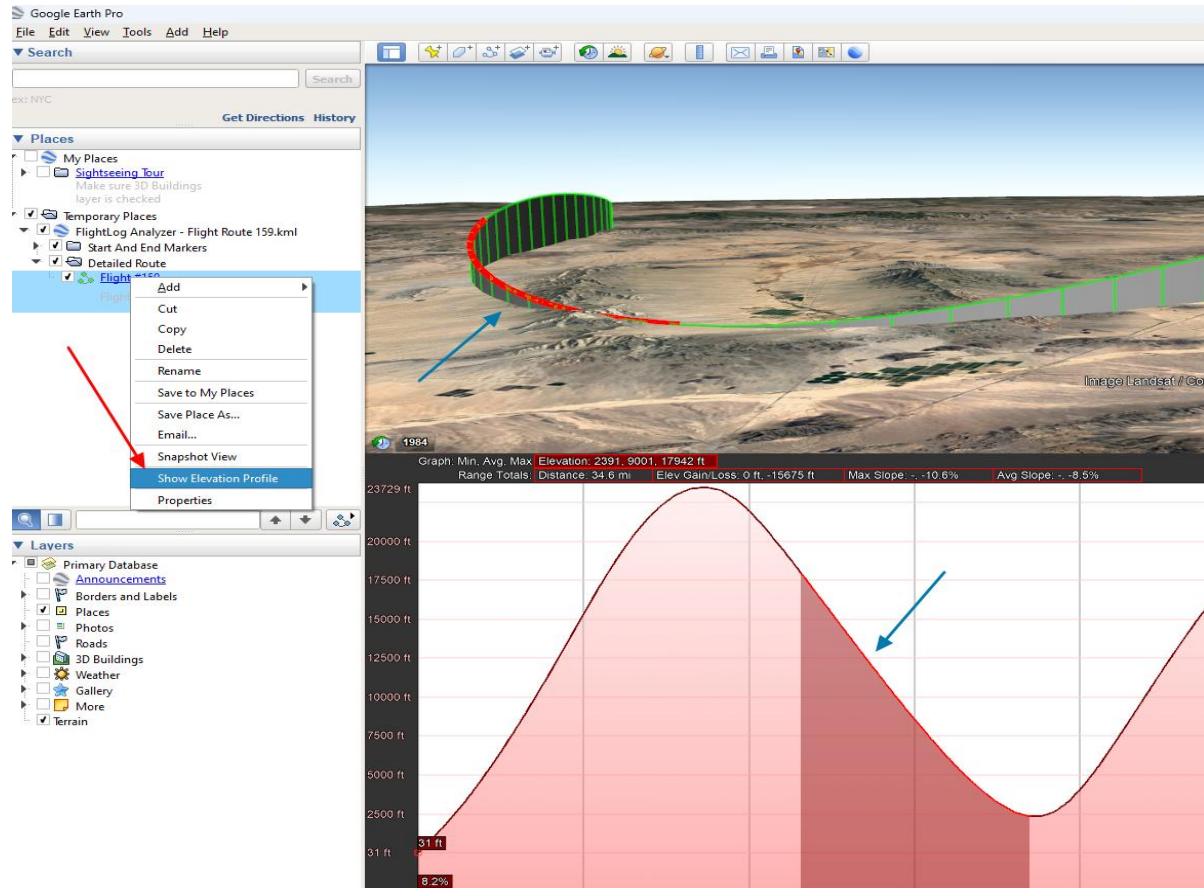 Google Earth Pro
File Edit View Tools Add Help
Search
Search
ex: NYC
Get Directions History
Places
My Places
Sightseeing Tour
Make sure 3D Buildings
layer is checked
Temporary Places
FlightLog Analyzer - Flight Route 159.kml
Start And End Markers
Detailed Route
Flight #159
Flight
Add
Cut
Copy
Delete
Rename
Save to My Places
Save Place As...
Email...
Snapshot View
Show Elevation Profile
Properties
Layers
Primary Database
Announcements
Borders and Labels
Places
Photos
Roads
3D Buildings
Weather
Gallery
More
Terrain
Image Landsat / Co
1984
Graph: Min, Avg, Max Elevation: 2391, 9001, 17942 ft
Range Totals: Distance: 34.6 mi Elev Gain/Loss: 0 ft, -15675 ft Max Slope: -, -10.6% Avg Slope: -, -8.5%
23729 ft
20000 ft
17500 ft
15000 ft
12500 ft
10000 ft
7500 ft
5000 ft
2500 ft
31 ft
31 ft
8.2%